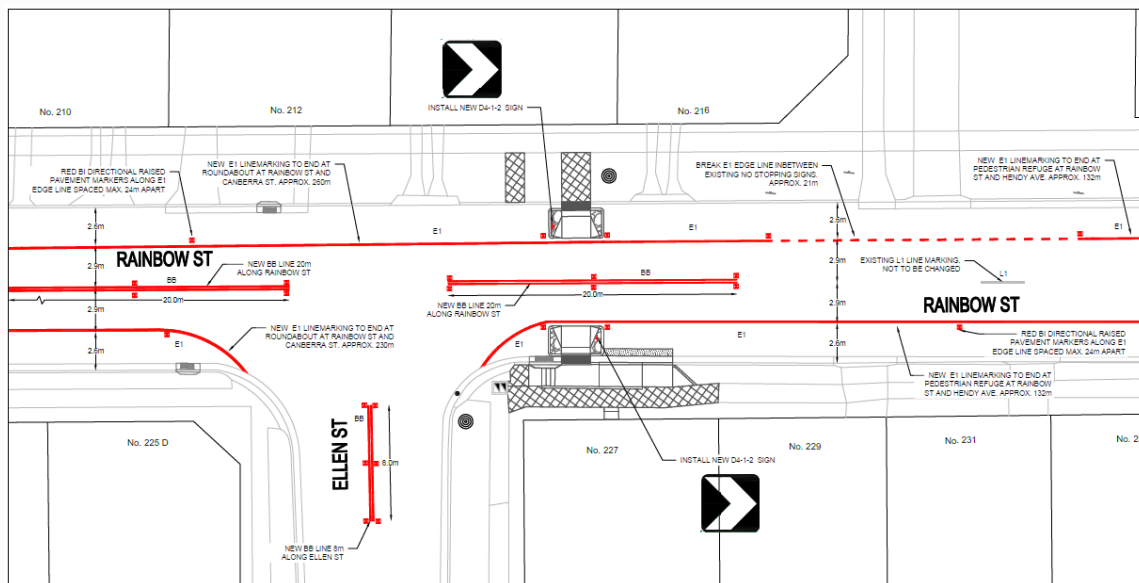 No. 210
No. 212
INSTALL NEW D4-1-2 SIGN
No. 216
RED BI DIRECTIONAL RAISED
PAVEMENT MARKERS ALONG E1
EDGE LINE SPACED MAX. 24m APART
NEW E1 LINEMARKING TO END AT
ROUNDABOUT AT RAINBOW ST AND
CANBERRA ST. APPROX. 260m
BREAK E1 EDGE LINE INBETWEEN
EXISTING NO STOPPING SIGNS.
APPROX. 21m
NEW E1 LINEMARKING TO END AT
PEDESTRIAN REFUGE AT RAINBOW
ST AND HENDY AVE. APPROX. 132m
2.6m
E1
E1
2.6m
E1
RAINBOW ST
2.9m
NEW BB LINE 20m
ALONG RAINBOW ST
BB
20.0m
BB
20.0m
NEW BB LINE 20m
ALONG RAINBOW ST
2.9m
EXISTING L1 LINE MARKING.
NOT TO BE CHANGED
L1
RAINBOW ST
2.9m
2.9m
2.6m
E1
NEW E1 LINEMARKING TO END AT
ROUNDABOUT AT RAINBOW ST AND
CANBERRA ST. APPROX. 230m
E1
E1
2.6m
RED BI DIRECTIONAL RAISED
PAVEMENT MARKERS ALONG E1
EDGE LINE SPACED MAX. 24m APART
NEW E1 LINEMARKING TO END AT
PEDESTRIAN REFUGE AT RAINBOW
ST AND HENDY AVE. APPROX. 132m
No. 225 D
ELLEN ST
BB
8.0m
NEW BB LINE 8m
ALONG ELLEN ST
No. 227
No. 229
No. 231
No. 2
INSTALL NEW D4-1-2 SIGN